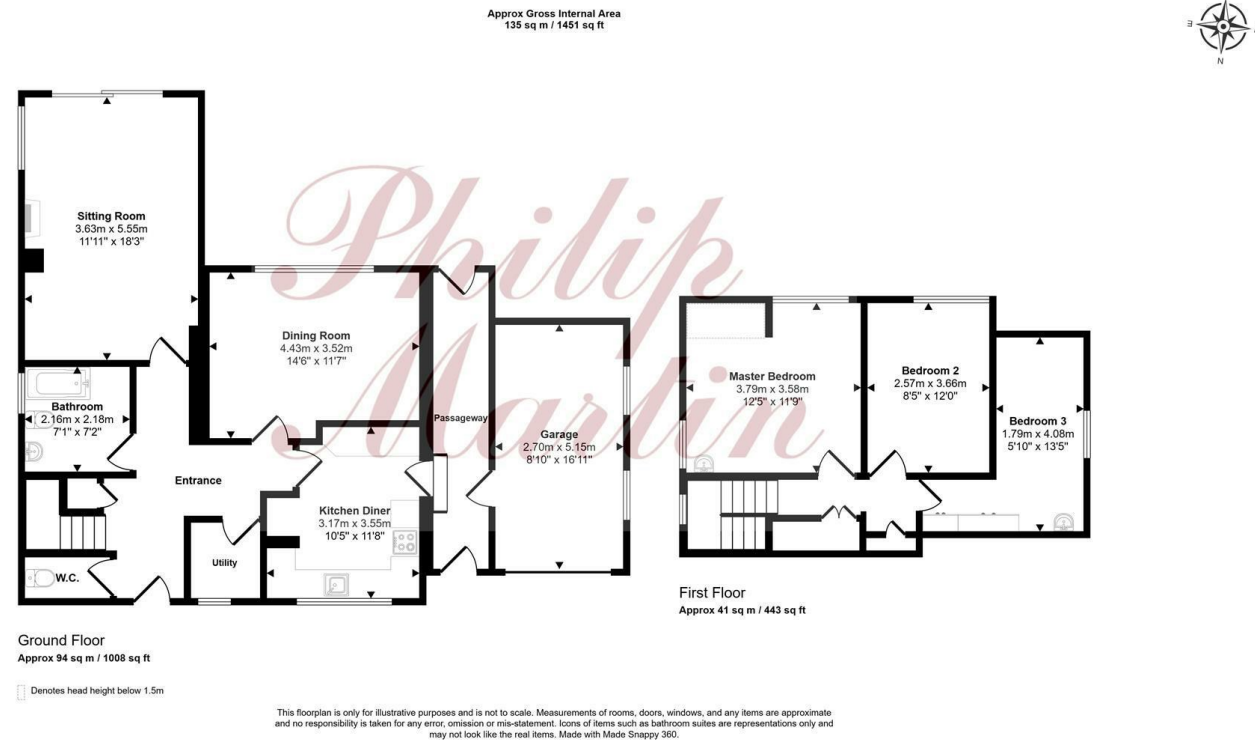 Approx Gross Internal Area
135 sq m / 1451 sq ft
E
N
Philip
Martin
Sitting Room
3.63m x 5.55m
11'11" x 18'3"
Dining Room
4.43m x 3.52m
14'6" x 11'7"
Bathroom
2.16m x 2.18m
7'1" x 7'2"
Entrance
Kitchen Diner
3.17m x 3.55m
10'5" x 11'8"
Utility
W.C.
Passageway
Garage
2.70m x 5.15m
8'10" x 16'11"
Master Bedroom
3.79m x 3.58m
12'5" x 11'9"
Bedroom 2
2.57m x 3.66m
8'5" x 12'0"
Bedroom 3
1.79m x 4.08m
5'10" x 13'5"
First Floor
Approx 41 sq m / 443 sq ft
Ground Floor
Approx 94 sq m / 1008 sq ft
Denotes head height below 1.5m
This floorplan is only for illustrative purposes and is not to scale. Measurements of rooms, doors, windows, and any items are approximate
and no responsibility is taken for any error, omission or mis-statement. Icons of items such as bathroom suites are representations only and
may not look like the real items. Made with Made Snappy 360.